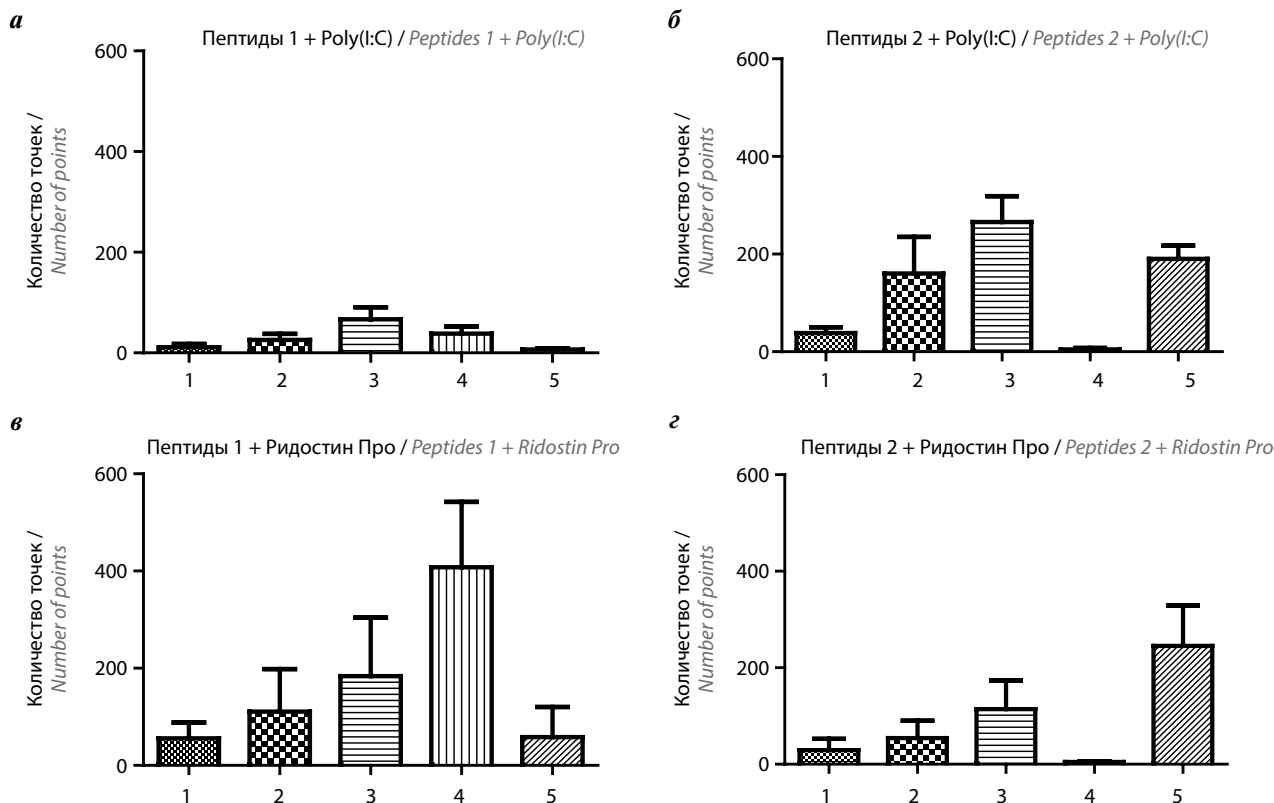 а
Пептиды 1 + Poly(I:C) / Peptides 1 + Poly(I:C)
Количество точек /
Number of points
600
400
200
0
1 2 3 4 5
б
Пептиды 2 + Poly(I:C) / Peptides 2 + Poly(I:C)
Количество точек /
Number of points
600
400
200
0
1 2 3 4 5
в
Пептиды 1 + Ридостин Про / Peptides 1 + Ridostin Pro
Количество точек /
Number of points
600
400
200
0
1 2 3 4 5
г
Пептиды 2 + Ридостин Про / Peptides 2 + Ridostin Pro
Количество точек /
Number of points
600
400
200
0
1 2 3 4 5